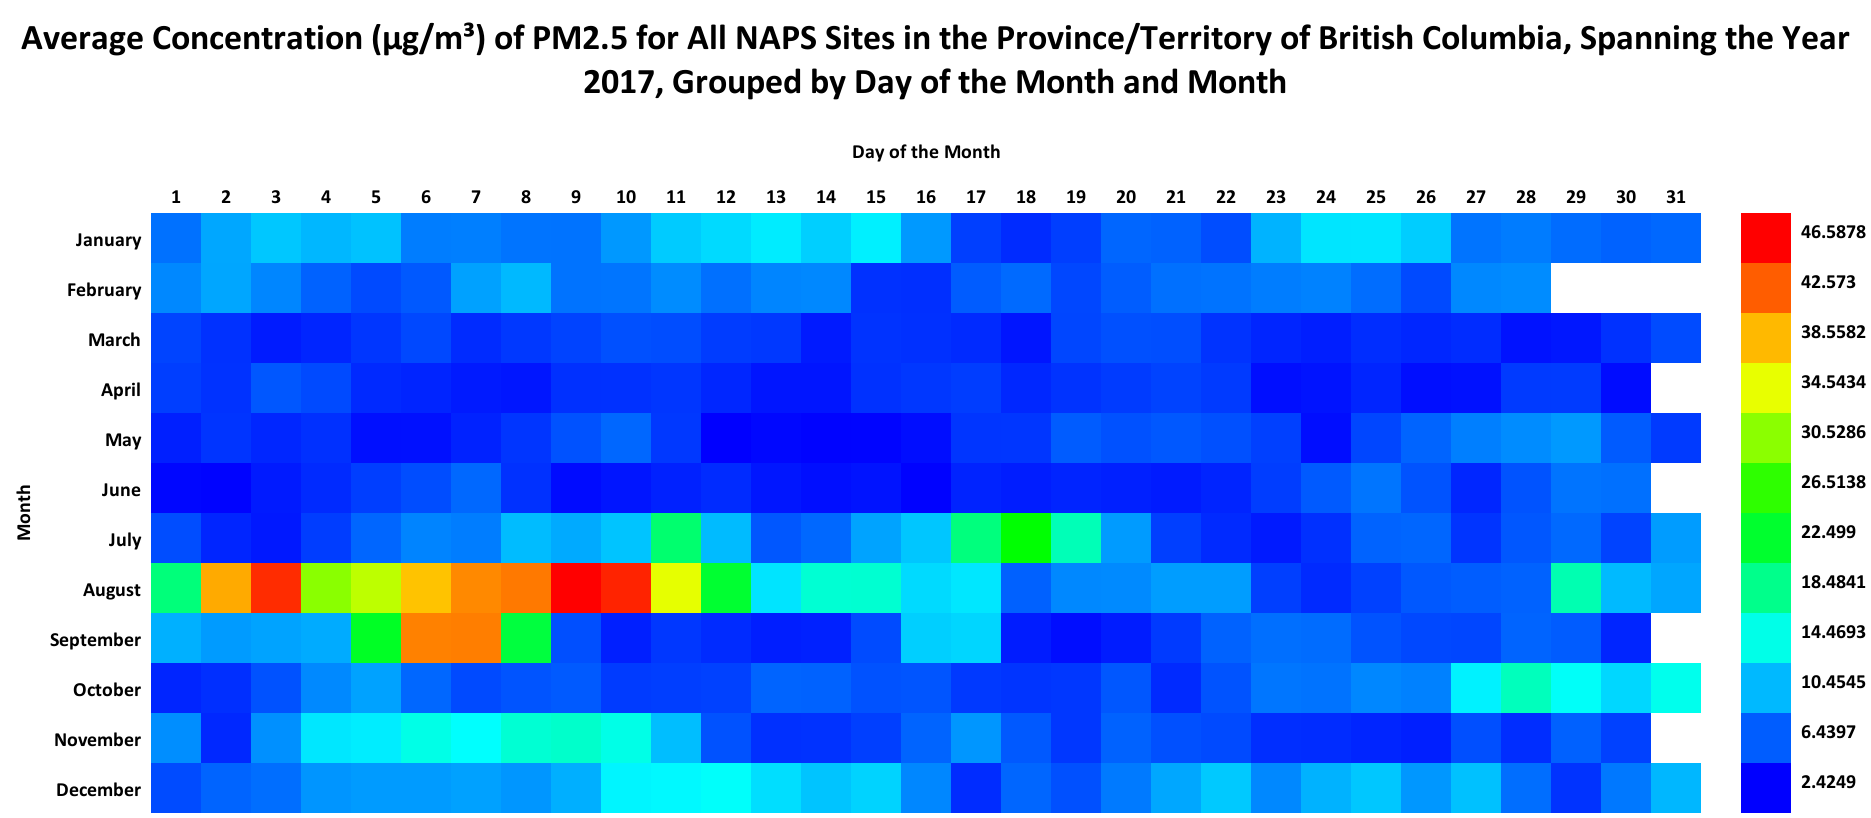 Average Concentration (µg/m³) of PM2.5 for All NAPS Sites in the Province/Territory of British Columbia, Spanning the Year
2017, Grouped by Day of the Month and Month
Day of the Month
1 2 3 4 5 6 7 8 9 10 11 12 13 14 15 16 17 18 19 20 21 22 23 24 25 26 27 28 29 30 31
Month
January
February
March
April
May
June
July
August
September
October
November
December
46.5878
42.573
38.5582
34.5434
30.5286
26.5138
22.499
18.4841
14.4693
10.4545
6.4397
2.4249